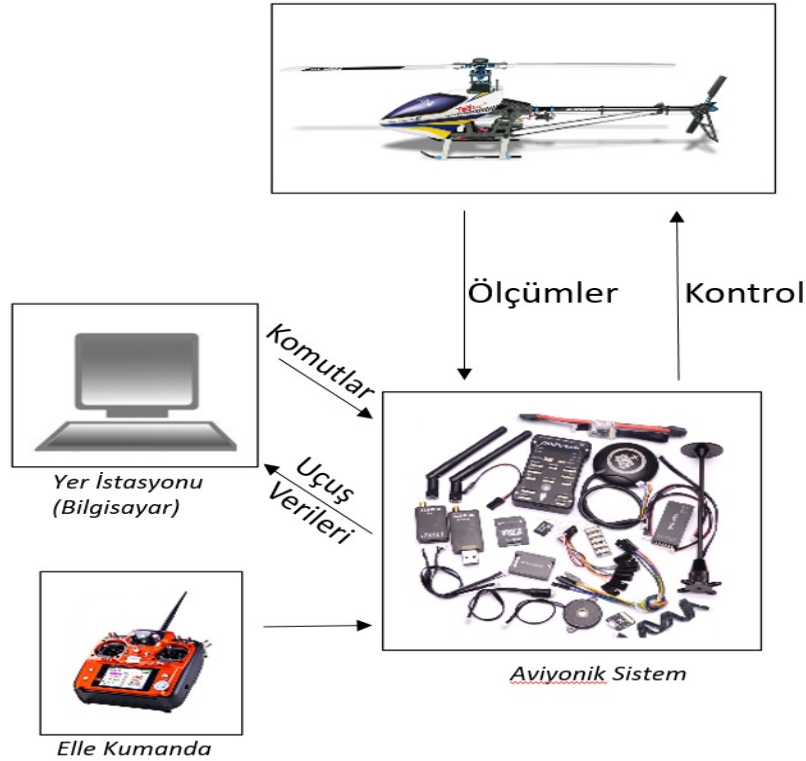 Ölçümler
Kontrol
Komutlar
Uçuş
Verileri
Yer İstasyonu
(Bilgisayar)
Aviyonik Sistem
Elle Kumanda